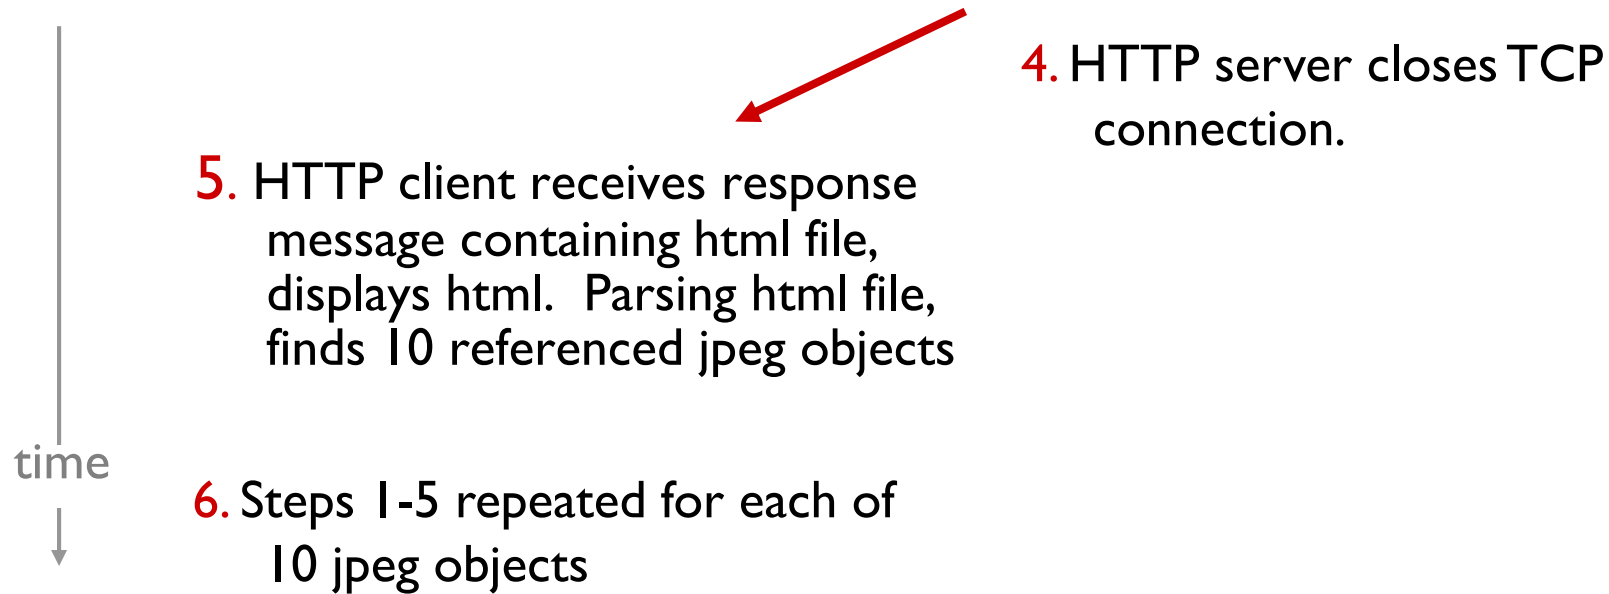 4. HTTP server closes TCP
connection.
5. HTTP client receives response
message containing html file,
displays html.  Parsing html file,
finds 10 referenced jpeg objects
time
6. Steps 1-5 repeated for each of
10 jpeg objects